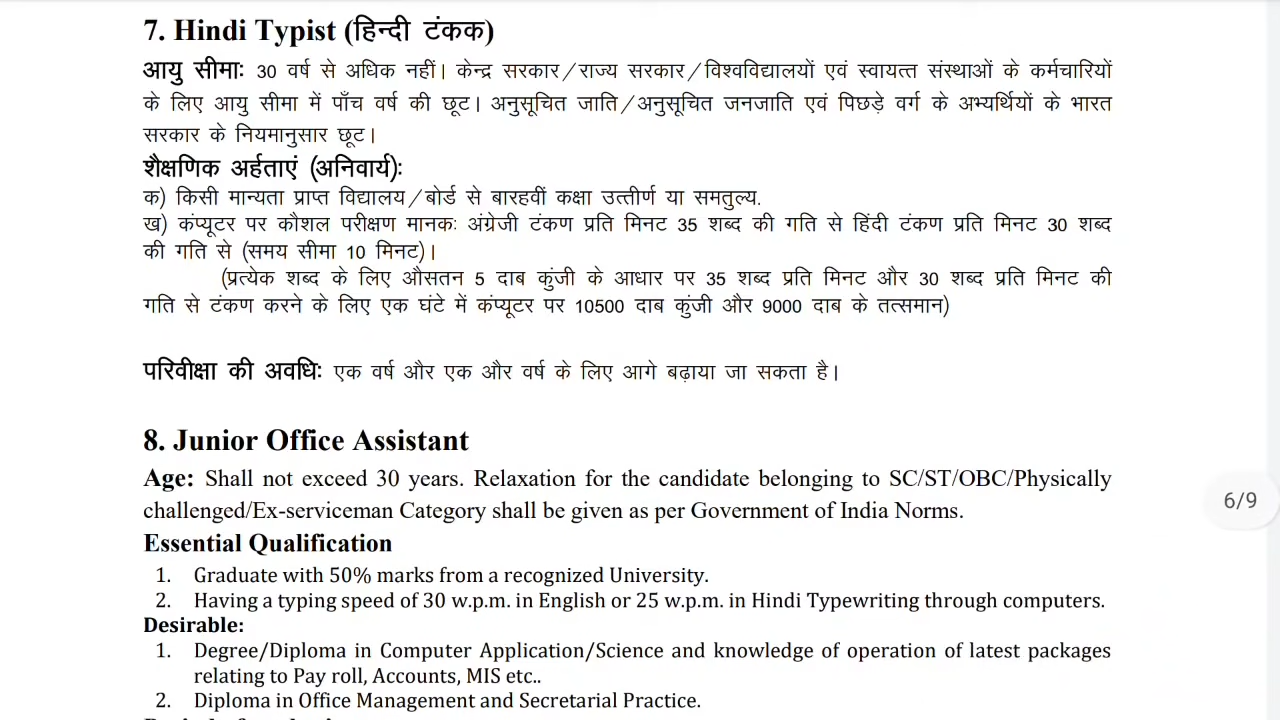 7. Hindi Typist (हिन्दी टंकक)
आयु सीमाः 30 वर्ष से अधिक नहीं। केन्द्र सरकार/राज्य सरकार/विश्वविद्यालयों एवं स्वायत्त संस्थाओं के कर्मचारियों
के लिए आयु सीमा में पाँच वर्ष की छूट। अनुसूचित जाति/अनुसूचित जनजाति एवं पिछड़े वर्ग के अभ्यर्थियों के भारत
सरकार के नियमानुसार छूट।
शैक्षणिक अर्हताएं (अनिवार्य):
क) किसी मान्यता प्राप्त विद्यालय/बोर्ड से बारहवीं कक्षा उत्तीर्ण या समतुल्य.
ख) कंप्यूटर पर कौशल परीक्षण मानकः अंग्रेजी टंकण प्रति मिनट 35 शब्द की गति से हिंदी टंकण प्रति मिनट 30 शब्द
की गति से (समय सीमा 10 मिनट)।
(प्रत्येक शब्द के लिए औसतन 5 दाब कुंजी के आधार पर 35 शब्द प्रति मिनट और 30 शब्द प्रति मिनट की
गति से टंकण करने के लिए एक घंटे में कंप्यूटर पर 10500 दाब कुंजी और 9000 दाब के तत्समान)
परिवीक्षा की अवधिः एक वर्ष और एक और वर्ष के लिए आगे बढ़ाया जा सकता है।
8. Junior Office Assistant
Age: Shall not exceed 30 years. Relaxation for the candidate belonging to SC/ST/OBC/Physically
challenged/Ex-serviceman Category shall be given as per Government of India Norms.
6/9
Essential Qualification
1. Graduate with 50% marks from a recognized University.
2. Having a typing speed of 30 w.p.m. in English or 25 w.p.m. in Hindi Typewriting through computers.
Desirable:
1. Degree/Diploma in Computer Application/Science and knowledge of operation of latest packages
relating to Pay roll, Accounts, MIS etc..
2. Diploma in Office Management and Secretarial Practice.